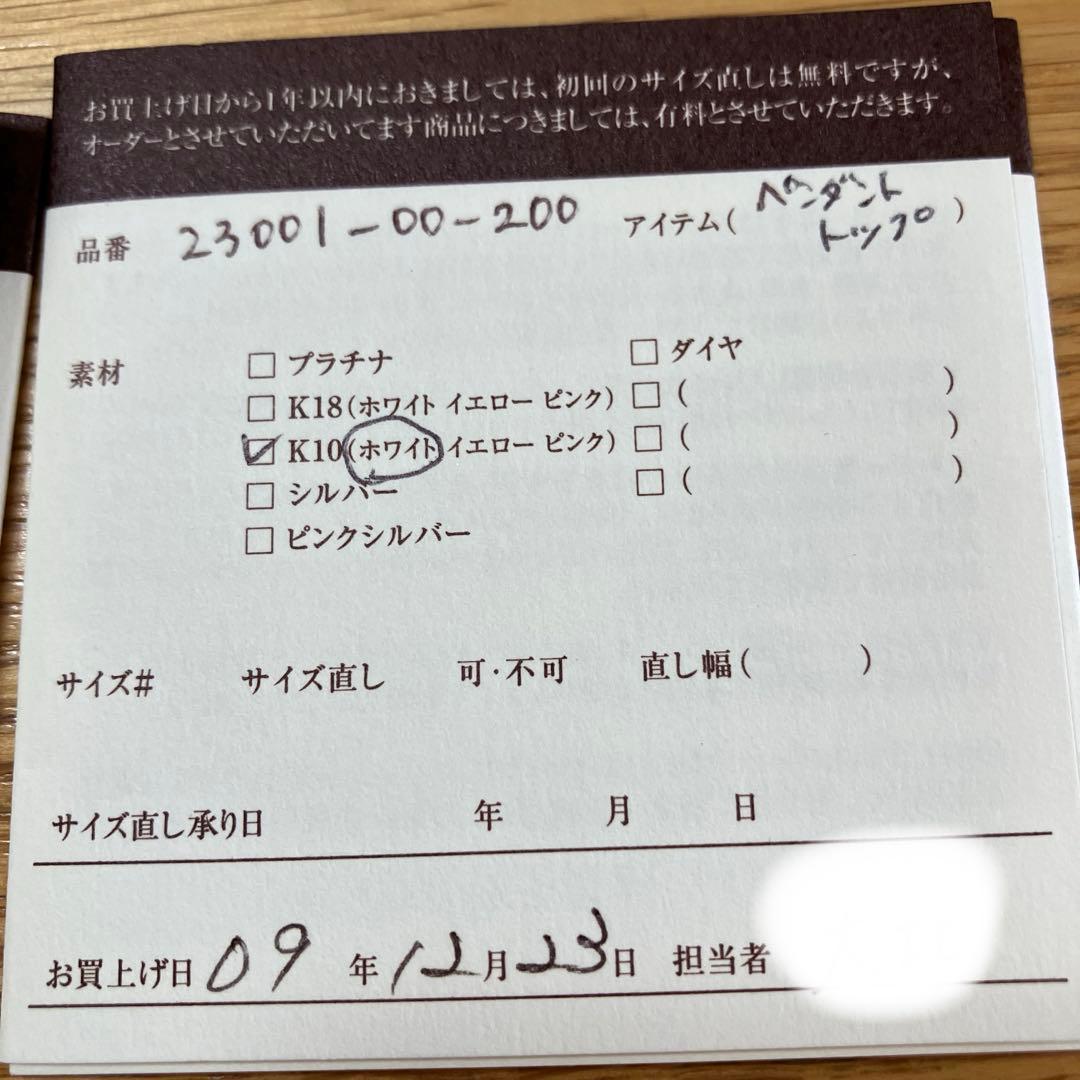 お買上げ日から1年以内におきましては、初回のサイズ直しは無料ですが、
オーダーとさせていただいてます商品につきましては、有料とさせていただきます。
品番 23001-00-200 アイテム(ペンダントトップ)
素材
□ プラチナ □ ダイヤ
□ K18(ホワイト イエロー ピンク) □ ( )
☑ K10(ホワイト イエロー ピンク) □ ( )
□ シルバー □ ( )
□ ピンクシルバー
サイズ# サイズ直し 可・不可 直し幅( )
サイズ直し承り日 年 月 日
お買上げ日 09年12月23日 担当者